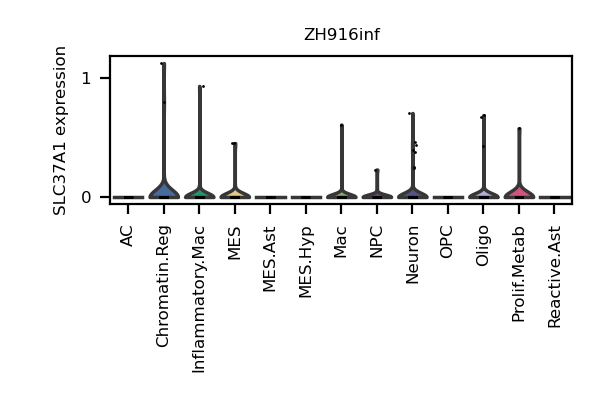 ZH916inf
SLC37A1 expression
1
0
AC
Chromatin.Reg
Inflammatory.Mac
MES
MES.Ast
MES.Hyp
Mac
NPC
Neuron
OPC
Oligo
Prolif.Metab
Reactive.Ast